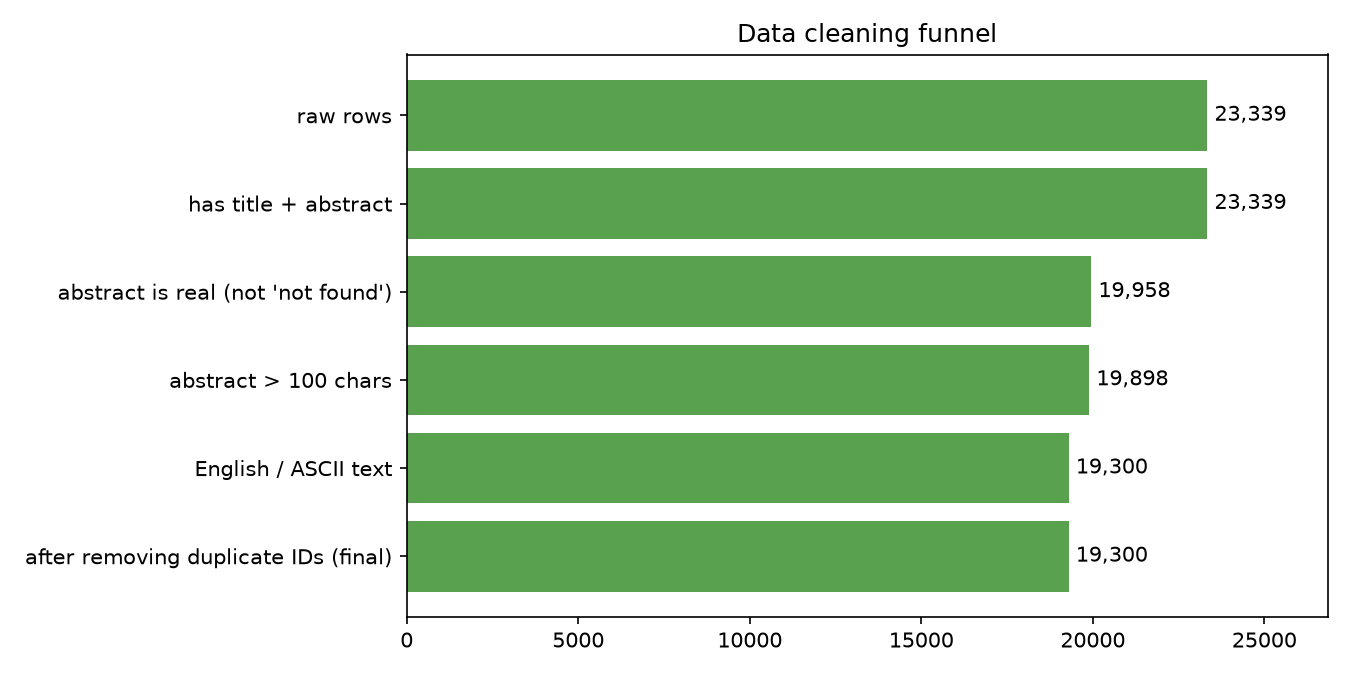 Data cleaning funnel
raw rows 23,339
has title + abstract 23,339
abstract is real (not 'not found') 19,958
abstract > 100 chars 19,898
English / ASCII text 19,300
after removing duplicate IDs (final) 19,300
0 5000 10000 15000 20000 25000